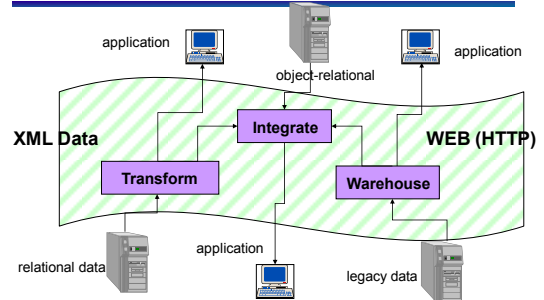 application
application
object-relational
XML Data
Integrate
WEB (HTTP)
Transform
Warehouse
application
relational data
legacy data